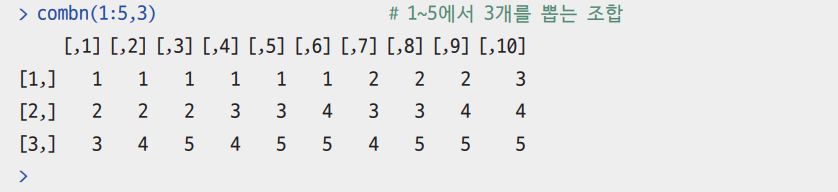 > combn(1:5,3) # 1~5에서 3개를 뽑는 조합
[,1] [,2] [,3] [,4] [,5] [,6] [,7] [,8] [,9] [,10]
[1,] 1 1 1 1 1 1 2 2 2 3
[2,] 2 2 2 3 3 4 3 3 4 4
[3,] 3 4 5 4 5 5 4 5 5 5
>